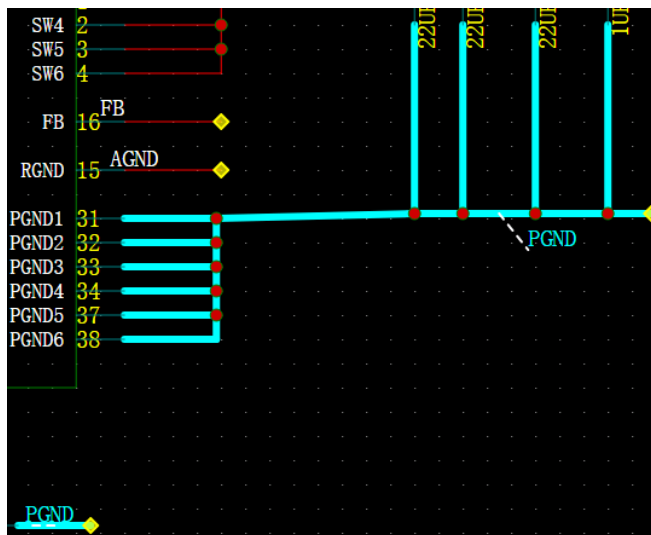 SW4 2
SW5 3
SW6 4
22UF
22UF
22UF
FB 16 FB
RGND 15 AGND
PGND1 31
PGND2 32
PGND3 33
PGND4 34
PGND5 37
PGND6 38
PGND
PGND